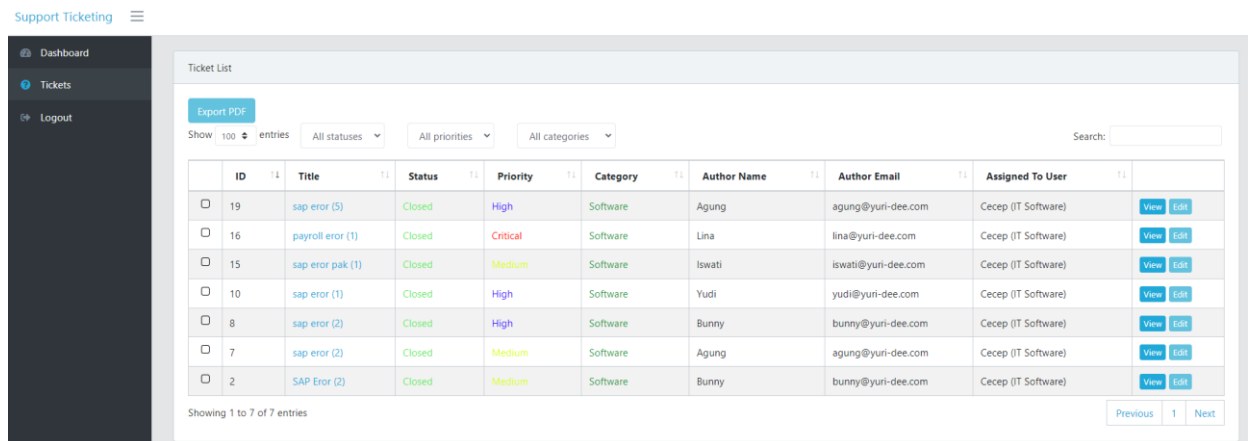 Support Ticketing
Dashboard
Tickets
Logout
Ticket List
Export PDF
Show 100 entries All statuses All priorities All categories Search:
ID Title Status Priority Category Author Name Author Email Assigned To User
19 sap eror (5) Closed High Software Agung agung@yuri-dee.com Cecep (IT Software) View Edit
16 payroll eror (1) Closed Critical Software Lina lina@yuri-dee.com Cecep (IT Software) View Edit
15 sap eror pak (1) Closed Medium Software Iswati iswati@yuri-dee.com Cecep (IT Software) View Edit
10 sap eror (1) Closed High Software Yudi yudi@yuri-dee.com Cecep (IT Software) View Edit
8 sap eror (2) Closed High Software Bunny bunny@yuri-dee.com Cecep (IT Software) View Edit
7 sap eror (2) Closed Medium Software Agung agung@yuri-dee.com Cecep (IT Software) View Edit
2 SAP Eror (2) Closed Medium Software Bunny bunny@yuri-dee.com Cecep (IT Software) View Edit
Showing 1 to 7 of 7 entries Previous 1 Next